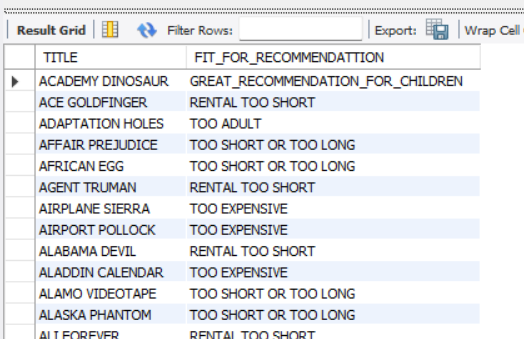 Result Grid Filter Rows: Export: Wrap Cell
TITLE FIT_FOR_RECOMMENDATTION
ACADEMY DINOSAUR GREAT_RECOMMENDATION_FOR_CHILDREN
ACE GOLDFINGER RENTAL TOO SHORT
ADAPTATION HOLES TOO ADULT
AFFAIR PREJUDICE TOO SHORT OR TOO LONG
AFRICAN EGG TOO SHORT OR TOO LONG
AGENT TRUMAN RENTAL TOO SHORT
AIRPLANE SIERRA TOO EXPENSIVE
AIRPORT POLLOCK TOO EXPENSIVE
ALABAMA DEVIL RENTAL TOO SHORT
ALADDIN CALENDAR TOO EXPENSIVE
ALAMO VIDEOTAPE TOO SHORT OR TOO LONG
ALASKA PHANTOM TOO SHORT OR TOO LONG
ALI FOREVER RENTAL TOO SHORT